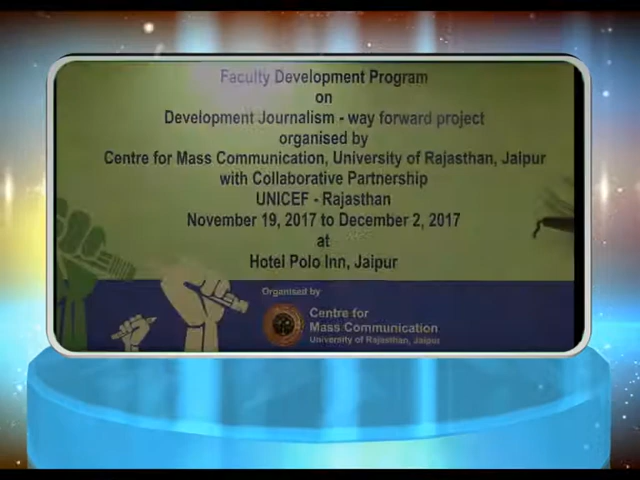 Faculty Development Program
on
Development Journalism - way forward project
organised by
Centre for Mass Communication, University of Rajasthan, Jaipur
with Collaborative Partnership
UNICEF - Rajasthan
November 19, 2017 to December 2, 2017
at
Hotel Polo Inn, Jaipur
Organised by
Centre for
Mass Communication
University of Rajasthan, Jaipur